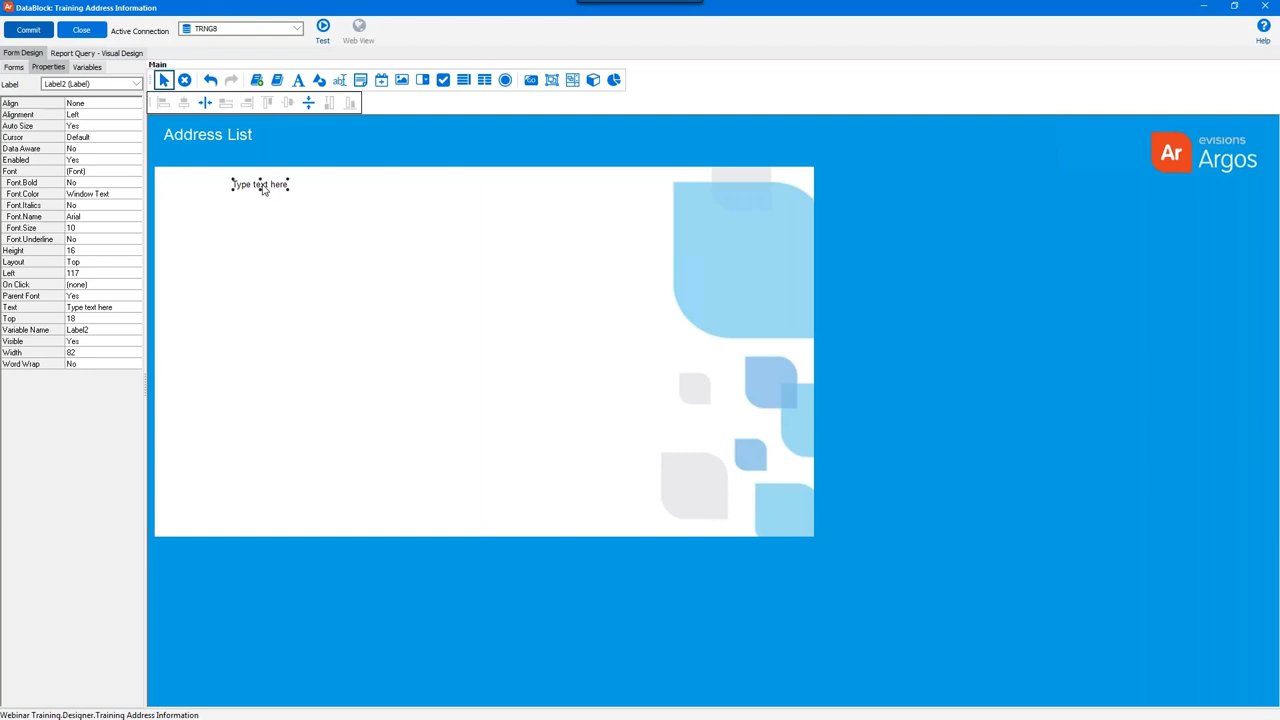 DataBlock: Training Address Information
Commit
Close
Active Connection
TRNG8
Test
Web View
Help
Form Design
Report Query - Visual Design
Forms
Properties
Variables
Main
Label
Label2 (Label)
Align None
Alignment Left
Auto Size Yes
Cursor Default
Data Aware No
Enabled Yes
Font (Font)
Font.Bold No
Font.Color Window Text
Font.Italics No
Font.Name Arial
Font.Size 10
Font.Underline No
Height 16
Layout Top
Left 117
On Click (none)
Parent Font Yes
Text Type text here
Top 18
Variable Name Label2
Visible Yes
Width 82
Word Wrap No
Address List
Ar
evisions
Argos
Type text here
Webinar Training.Designer.Training Address Information